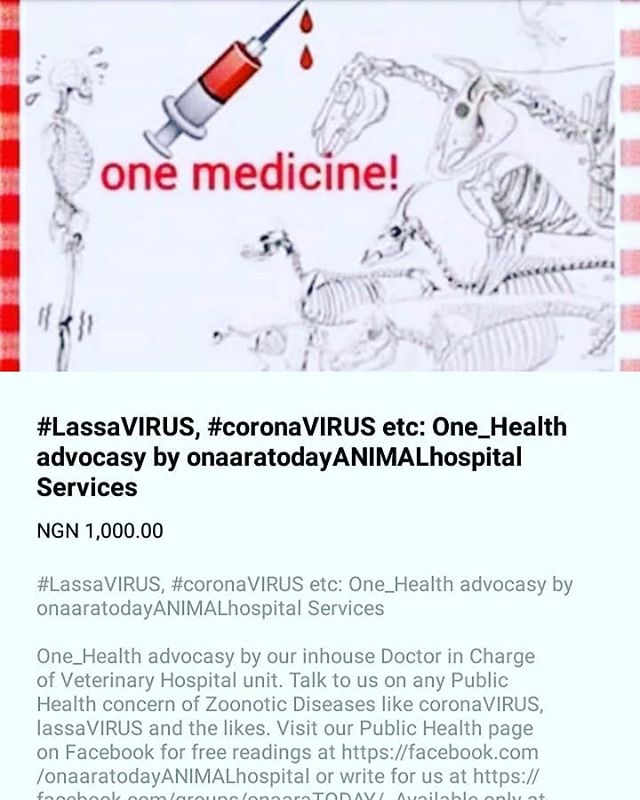 one medicine!
#LassaVIRUS, #coronaVIRUS etc: One_Health
advocasy by onaaratodayANIMALhospital
Services
NGN 1,000.00
#LassaVIRUS, #coronaVIRUS etc: One_Health advocasy by
onaaratodayANIMALhospital Services
One_Health advocasy by our inhouse Doctor in Charge
of Veterinary Hospital unit. Talk to us on any Public
Health concern of Zoonotic Diseases like coronaVIRUS,
lassaVIRUS and the likes. Visit our Public Health page
on Facebook for free readings at https://facebook.com
/onaaratodayANIMALhospital or write for us at https://
facebook.com/groups/onaaraTODAY/. Available only at